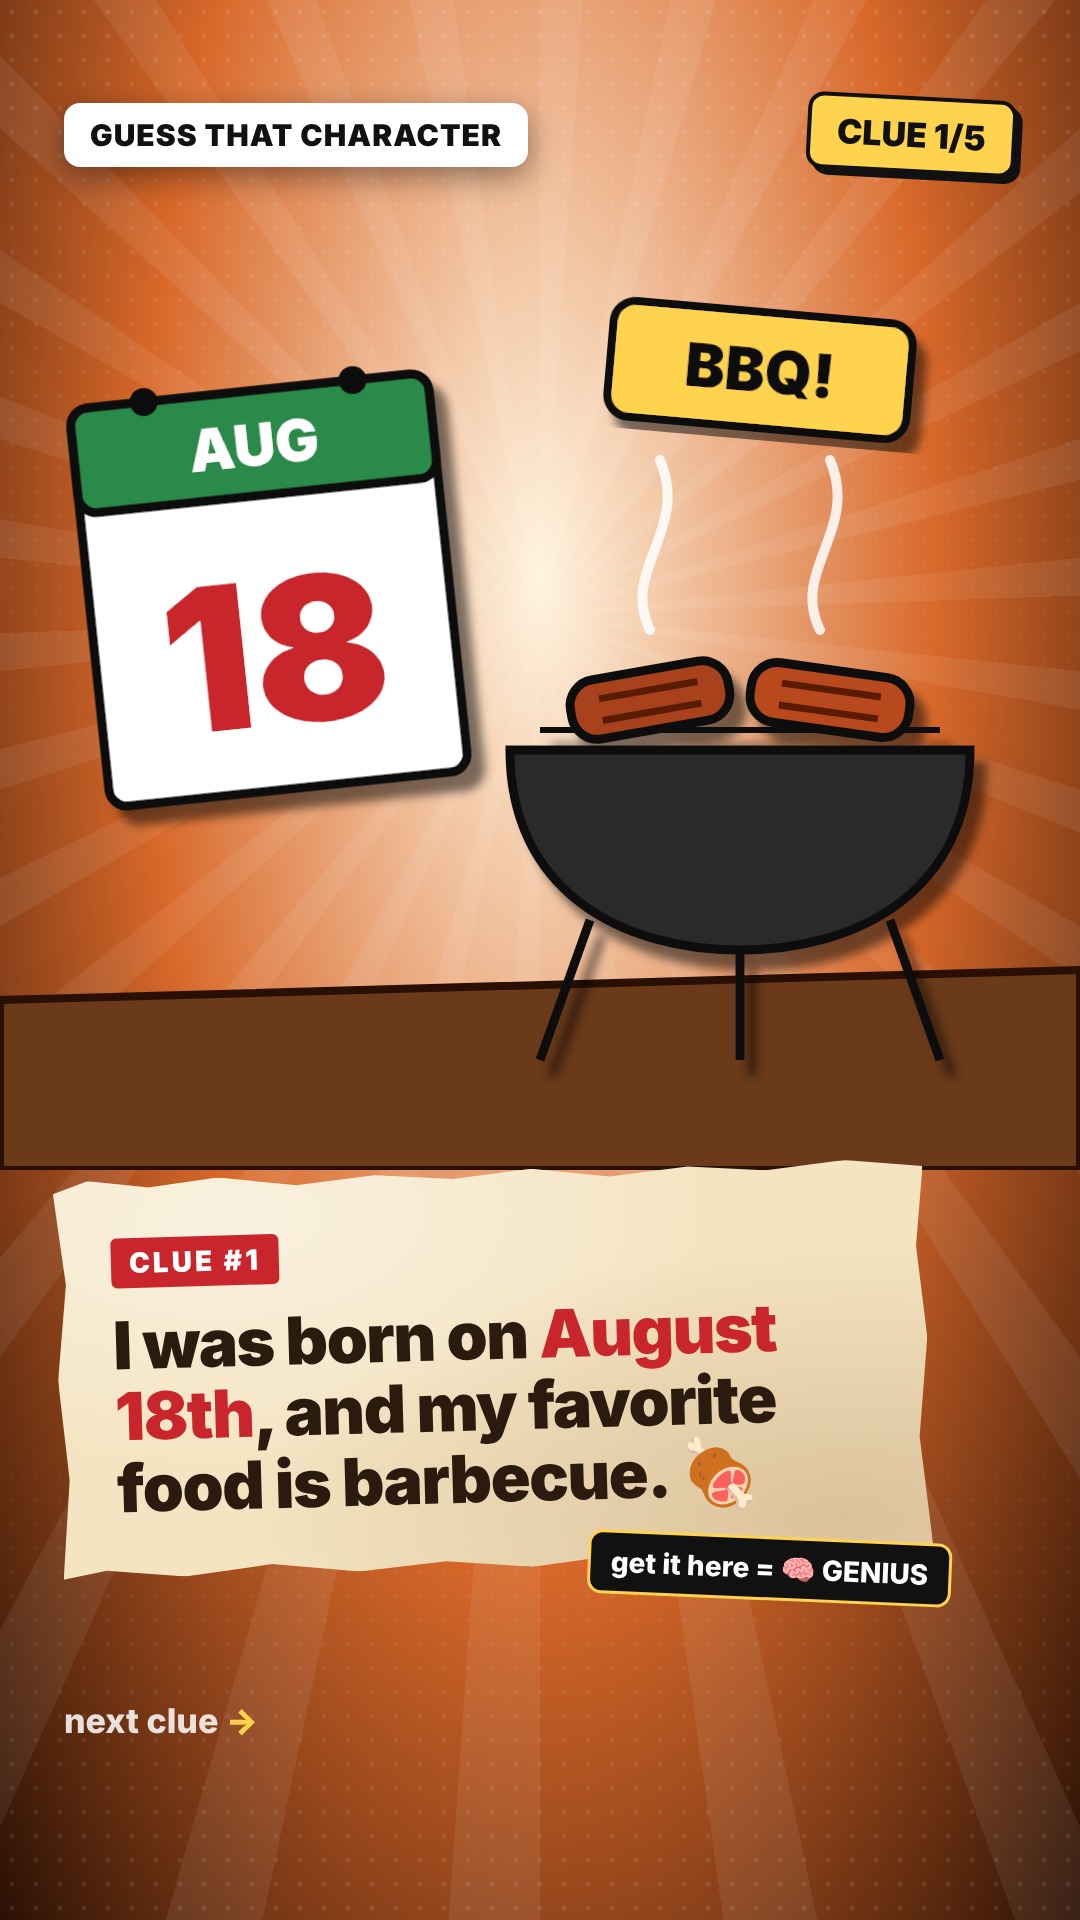 GUESS THAT CHARACTER
CLUE 1/5
BBQ!
AUG
18
CLUE #1
I was born on August
18th, and my favorite
food is barbecue. 🍖
get it here = 🧠 GENIUS
next clue →